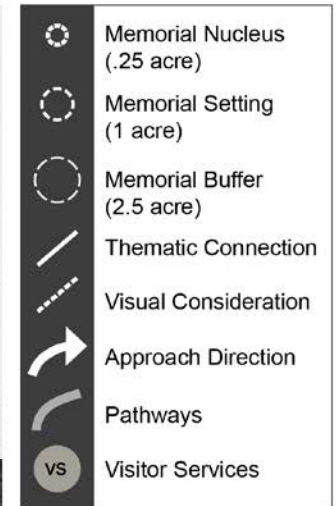 Memorial Nucleus
(.25 acre)
Memorial Setting
(1 acre)
Memorial Buffer
(2.5 acre)
Thematic Connection
Visual Consideration
Approach Direction
Pathways
VS Visitor Services